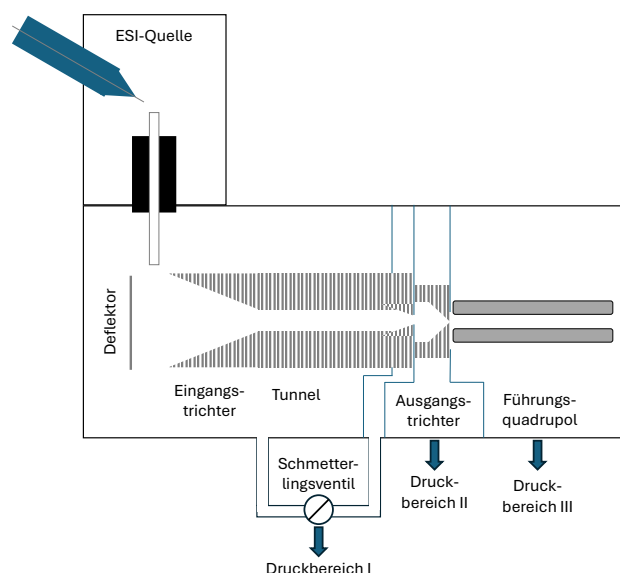 ESI-Quelle
Deflektor
Eingangs-
trichter
Tunnel
Ausgangs-
trichter
Führungs-
quadrupol
Schmetter-
lingsventil
Druck-
bereich II
Druck-
bereich III
Druckbereich I